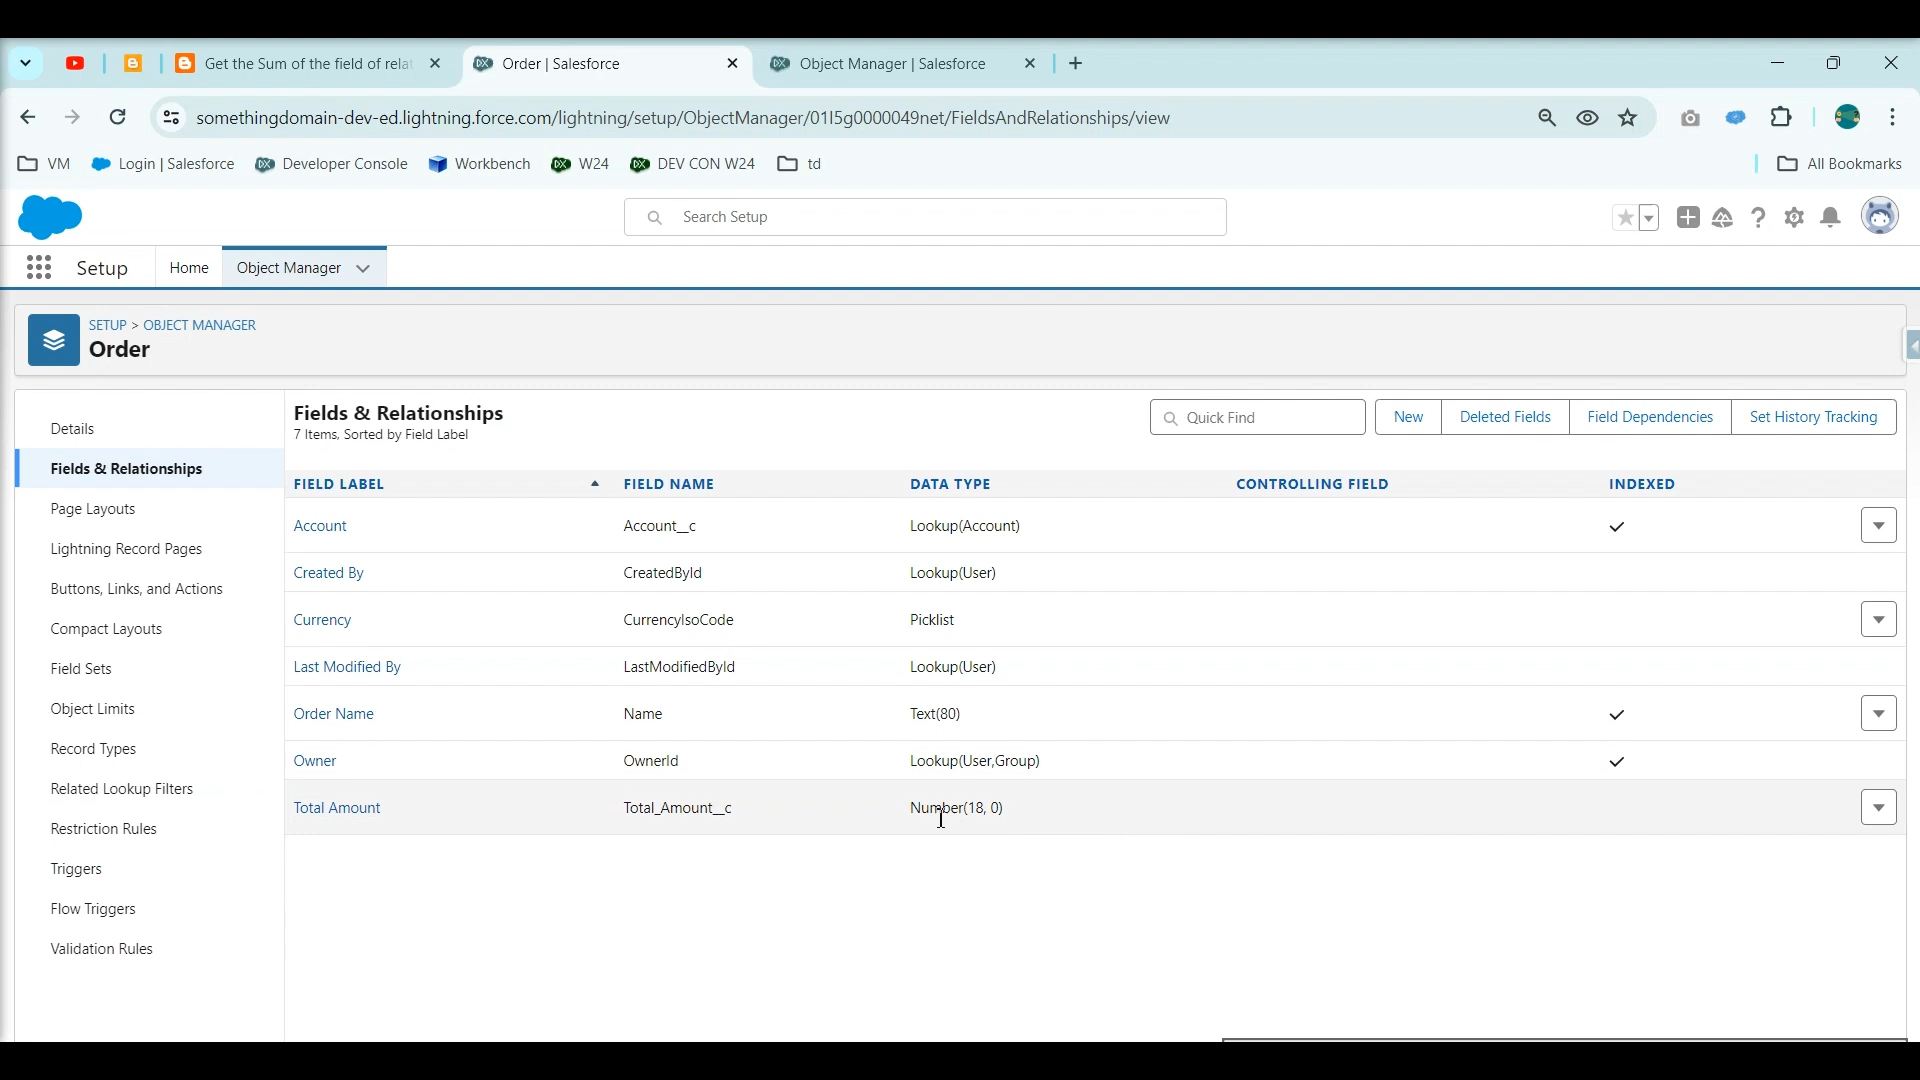 Get the Sum of the field of rela
Order | Salesforce
Object Manager | Salesforce
somethingdomain-dev-ed.lightning.force.com/lightning/setup/ObjectManager/01I5g0000049net/FieldsAndRelationships/view
VM
Login | Salesforce
Developer Console
Workbench
W24
DEV CON W24
td
All Bookmarks
Search Setup
Setup
Home
Object Manager
SETUP > OBJECT MANAGER
Order
Details
Fields & Relationships
Page Layouts
Lightning Record Pages
Buttons, Links, and Actions
Compact Layouts
Field Sets
Object Limits
Record Types
Related Lookup Filters
Restriction Rules
Triggers
Flow Triggers
Validation Rules
Fields & Relationships
7 Items, Sorted by Field Label
Quick Find
New
Deleted Fields
Field Dependencies
Set History Tracking
FIELD LABEL FIELD NAME DATA TYPE CONTROLLING FIELD INDEXED
Account Account__c Lookup(Account)
Created By CreatedById Lookup(User)
Currency CurrencyIsoCode Picklist
Last Modified By LastModifiedById Lookup(User)
Order Name Name Text(80)
Owner OwnerId Lookup(User,Group)
Total Amount Total_Amount__c Number(18, 0)